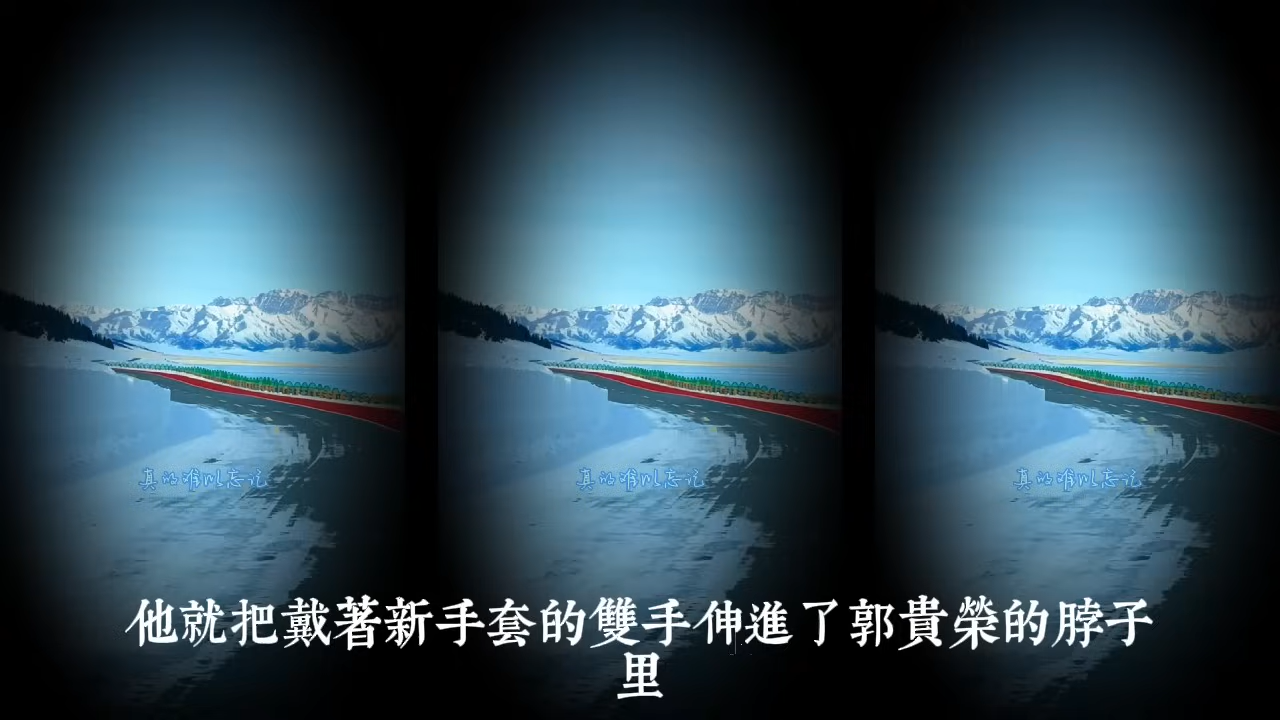 真的难以忘记
真的难以忘记
真的难以忘记
他就把戴著新手套的雙手伸進了郭貴榮的脖子
里